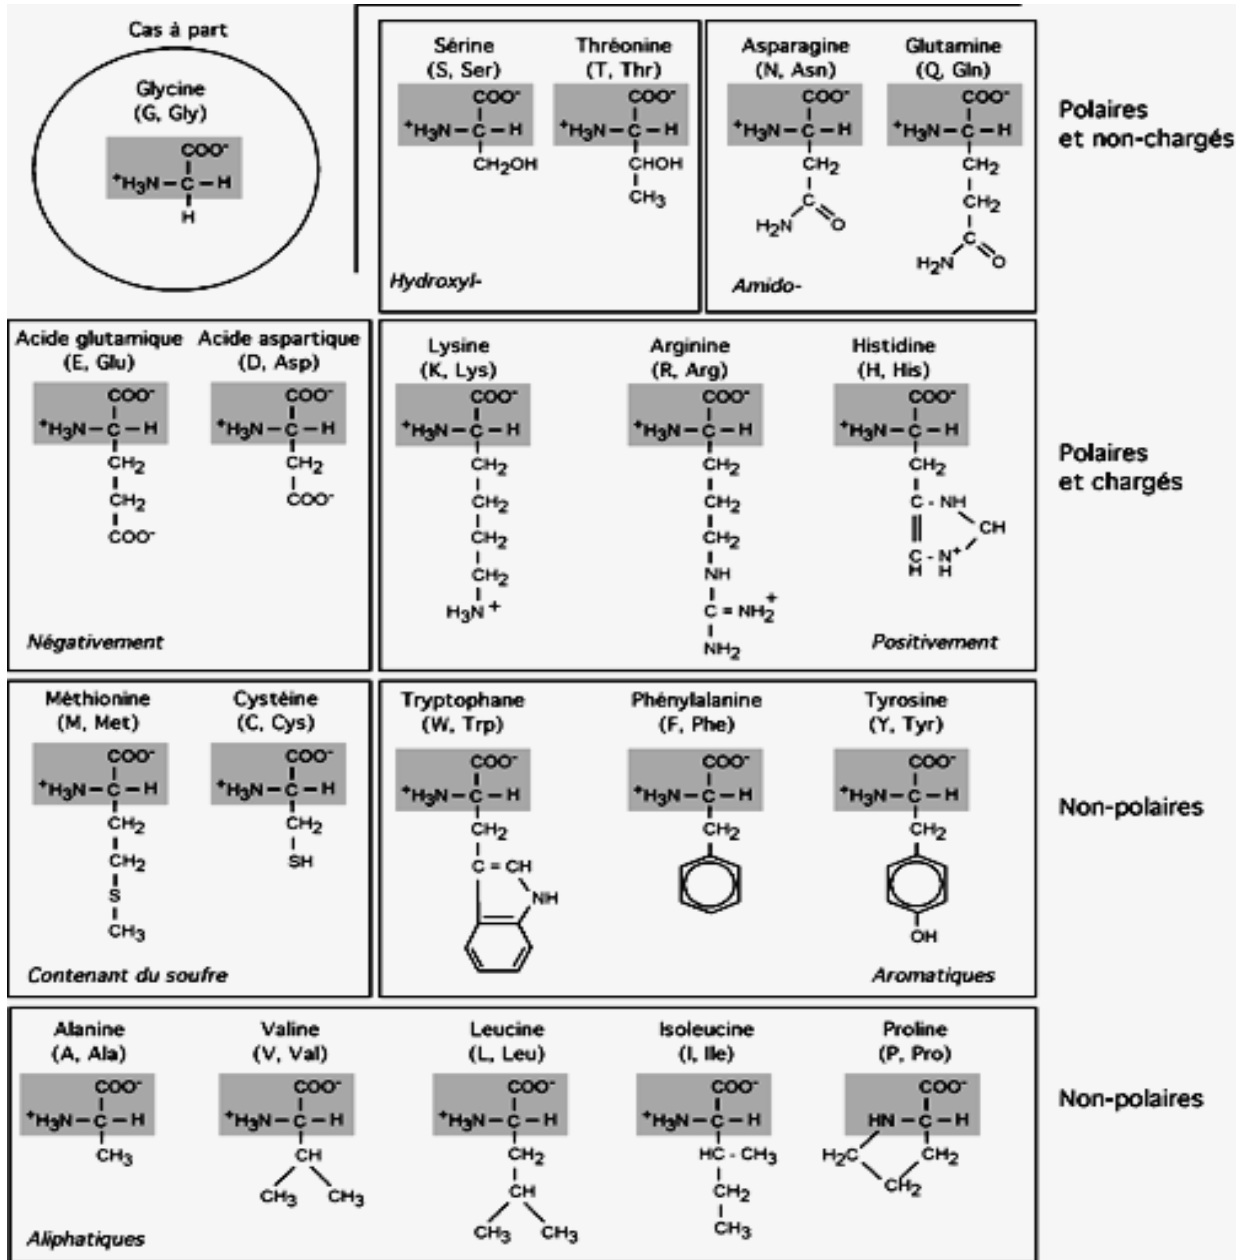 Cas à part
Glycine
(G, Gly)
COO⁻
⁺H₃N – C – H
H
Sérine
(S, Ser)
COO⁻
⁺H₃N – C – H
CH₂OH
Thréonine
(T, Thr)
COO⁻
⁺H₃N – C – H
CHOH
CH₃
Hydroxyl-
Asparagine
(N, Asn)
COO⁻
⁺H₃N – C – H
CH₂
C
H₂N O
Glutamine
(Q, Gln)
COO⁻
⁺H₃N – C – H
CH₂
CH₂
C
H₂N O
Amido-
Polaires
et non-chargés
Acide glutamique
(E, Glu)
COO⁻
⁺H₃N – C – H
CH₂
CH₂
COO⁻
Acide aspartique
(D, Asp)
COO⁻
⁺H₃N – C – H
CH₂
COO⁻
Négativement
Lysine
(K, Lys)
COO⁻
⁺H₃N – C – H
CH₂
CH₂
CH₂
CH₂
H₃N⁺
Arginine
(R, Arg)
COO⁻
⁺H₃N – C – H
CH₂
CH₂
CH₂
NH
C = NH₂⁺
NH₂
Histidine
(H, His)
COO⁻
⁺H₃N – C – H
CH₂
C - NH
CH
C - N⁺
H H
Positivement
Polaires
et chargés
Méthionine
(M, Met)
COO⁻
⁺H₃N – C – H
CH₂
CH₂
S
CH₃
Cystéine
(C, Cys)
COO⁻
⁺H₃N – C – H
CH₂
SH
Contenant du soufre
Tryptophane
(W, Trp)
COO⁻
⁺H₃N – C – H
CH₂
C = CH
NH
Phénylalanine
(F, Phe)
COO⁻
⁺H₃N – C – H
CH₂
Tyrosine
(Y, Tyr)
COO⁻
⁺H₃N – C – H
CH₂
OH
Aromatiques
Non-polaires
Alanine
(A, Ala)
COO⁻
⁺H₃N – C – H
CH₃
Valine
(V, Val)
COO⁻
⁺H₃N – C – H
CH
CH₃ CH₃
Leucine
(L, Leu)
COO⁻
⁺H₃N – C – H
CH₂
CH
CH₃ CH₃
Isoleucine
(I, Ile)
COO⁻
⁺H₃N – C – H
HC - CH₃
CH₂
CH₃
Proline
(P, Pro)
COO⁻
HN – C – H
H₂C CH₂
CH₂
Aliphatiques
Non-polaires